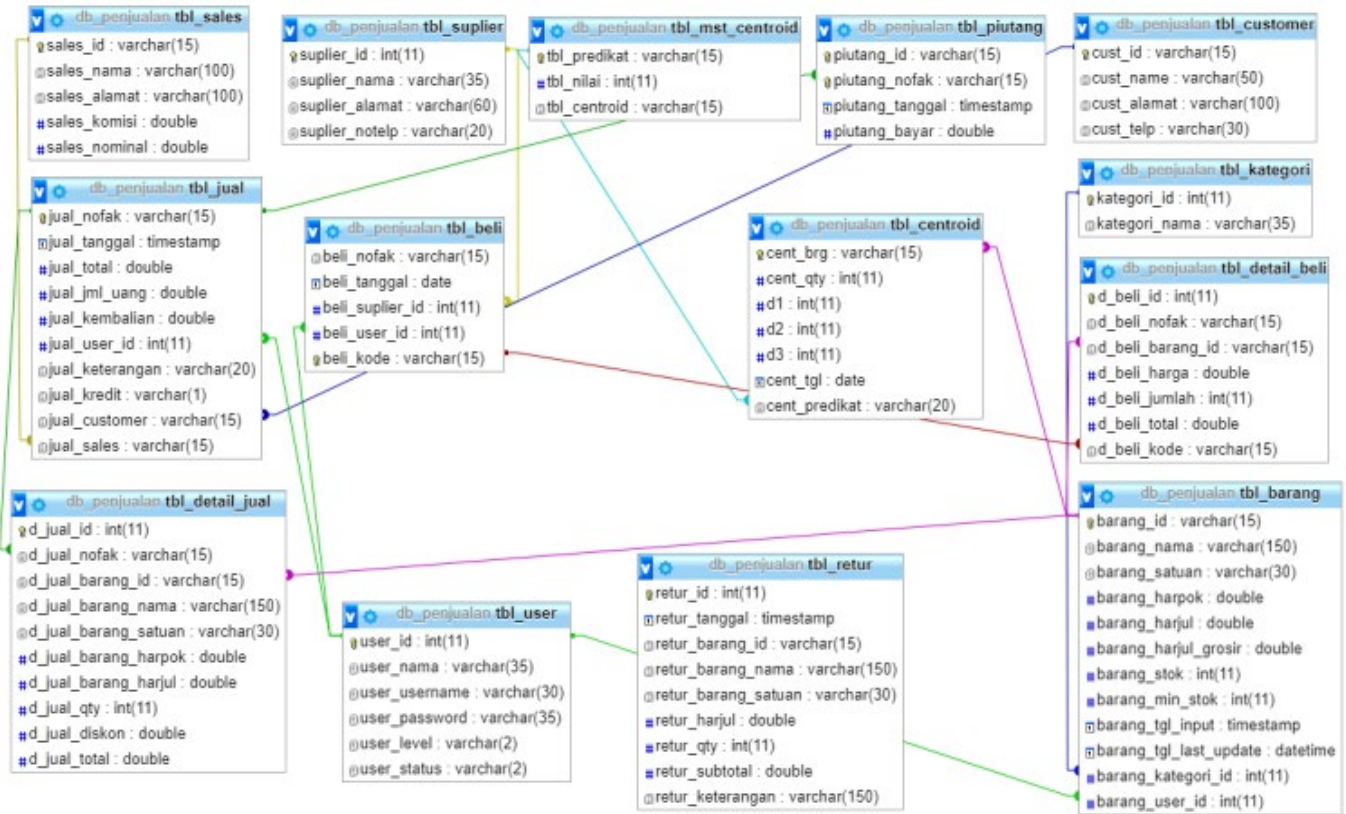 db_penjualan tbl_sales
sales_id : varchar(15)
sales_nama : varchar(100)
sales_alamat : varchar(100)
sales_komisi : double
sales_nominal : double
db_penjualan tbl_suplier
suplier_id : int(11)
suplier_nama : varchar(35)
suplier_alamat : varchar(60)
suplier_notelp : varchar(20)
db_penjualan tbl_mst_centroid
tbl_predikat : varchar(15)
tbl_nilai : int(11)
tbl_centroid : varchar(15)
db_penjualan tbl_piutang
piutang_id : varchar(15)
piutang_nofak : varchar(15)
piutang_tanggal : timestamp
piutang_bayar : double
db_penjualan tbl_customer
cust_id : varchar(15)
cust_name : varchar(50)
cust_alamat : varchar(100)
cust_telp : varchar(30)
db_penjualan tbl_jual
jual_nofak : varchar(15)
jual_tanggal : timestamp
jual_total : double
jual_jml_uang : double
jual_kembalian : double
jual_user_id : int(11)
jual_keterangan : varchar(20)
jual_kredit : varchar(1)
jual_customer : varchar(15)
jual_sales : varchar(15)
db_penjualan tbl_beli
beli_nofak : varchar(15)
beli_tanggal : date
beli_suplier_id : int(11)
beli_user_id : int(11)
beli_kode : varchar(15)
db_penjualan tbl_centroid
cent_brg : varchar(15)
cent_qty : int(11)
d1 : int(11)
d2 : int(11)
d3 : int(11)
cent_tgl : date
cent_predikat : varchar(20)
db_penjualan tbl_kategori
kategori_id : int(11)
kategori_nama : varchar(35)
db_penjualan tbl_detail_beli
d_beli_id : int(11)
d_beli_nofak : varchar(15)
d_beli_barang_id : varchar(15)
d_beli_harga : double
d_beli_jumlah : int(11)
d_beli_total : double
d_beli_kode : varchar(15)
db_penjualan tbl_detail_jual
d_jual_id : int(11)
d_jual_nofak : varchar(15)
d_jual_barang_id : varchar(15)
d_jual_barang_nama : varchar(150)
d_jual_barang_satuan : varchar(30)
d_jual_barang_harpok : double
d_jual_barang_harjul : double
d_jual_qty : int(11)
d_jual_diskon : double
d_jual_total : double
db_penjualan tbl_user
user_id : int(11)
user_nama : varchar(35)
user_username : varchar(30)
user_password : varchar(35)
user_level : varchar(2)
user_status : varchar(2)
db_penjualan tbl_retur
retur_id : int(11)
retur_tanggal : timestamp
retur_barang_id : varchar(15)
retur_barang_nama : varchar(150)
retur_barang_satuan : varchar(30)
retur_harjul : double
retur_qty : int(11)
retur_subtotal : double
retur_keterangan : varchar(150)
db_penjualan tbl_barang
barang_id : varchar(15)
barang_nama : varchar(150)
barang_satuan : varchar(30)
barang_harpok : double
barang_harjul : double
barang_harjul_grosir : double
barang_stok : int(11)
barang_min_stok : int(11)
barang_tgl_input : timestamp
barang_tgl_last_update : datetime
barang_kategori_id : int(11)
barang_user_id : int(11)